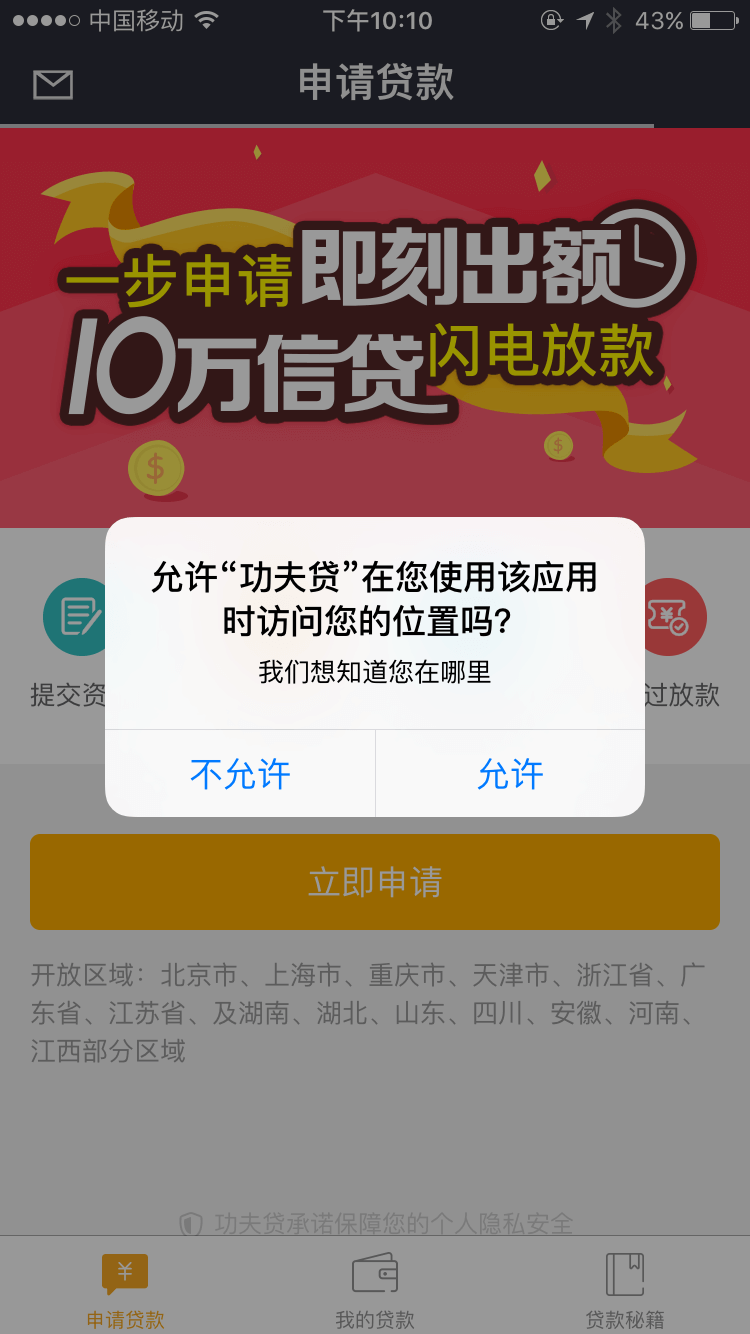 中国移动 下午10:10 43%
申请贷款
一步申请即刻出额
10万信贷闪电放款
允许“功夫贷”在您使用该应用
时访问您的位置吗?
我们想知道您在哪里
提交资 过放款
不允许 允许
立即申请
开放区域：北京市、上海市、重庆市、天津市、浙江省、广
东省、江苏省、及湖南、湖北、山东、四川、安徽、河南、
江西部分区域
功夫贷承诺保障您的个人隐私安全
申请贷款 我的贷款 贷款秘籍